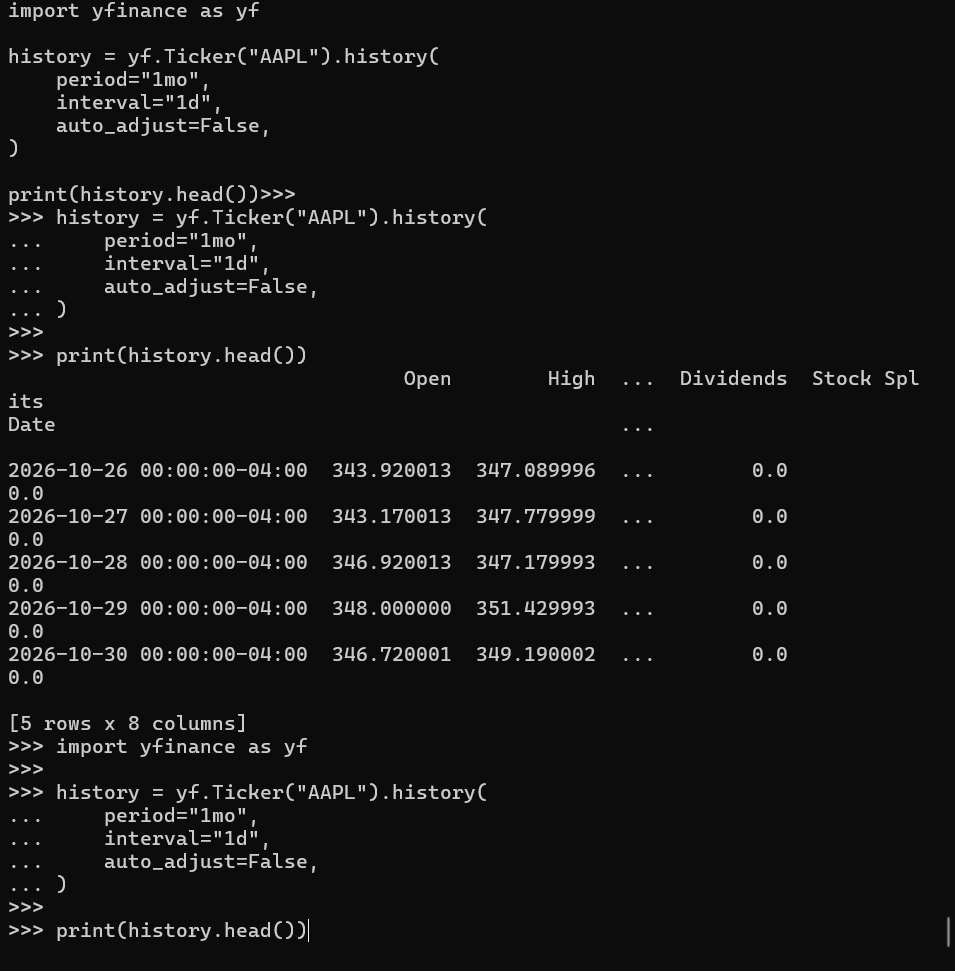 import yfinance as yf

history = yf.Ticker("AAPL").history(
    period="1mo",
    interval="1d",
    auto_adjust=False,
)

print(history.head())>>>
>>> history = yf.Ticker("AAPL").history(
...     period="1mo",
...     interval="1d",
...     auto_adjust=False,
... )
>>>
>>> print(history.head())
                                 Open        High  ...  Dividends  Stock Spl
its
Date                                               ...

2026-10-26 00:00:00-04:00  343.920013  347.089996  ...        0.0
0.0
2026-10-27 00:00:00-04:00  343.170013  347.779999  ...        0.0
0.0
2026-10-28 00:00:00-04:00  346.920013  347.179993  ...        0.0
0.0
2026-10-29 00:00:00-04:00  348.000000  351.429993  ...        0.0
0.0
2026-10-30 00:00:00-04:00  346.720001  349.190002  ...        0.0
0.0

[5 rows x 8 columns]
>>> import yfinance as yf
>>>
>>> history = yf.Ticker("AAPL").history(
...     period="1mo",
...     interval="1d",
...     auto_adjust=False,
... )
>>>
>>> print(history.head())